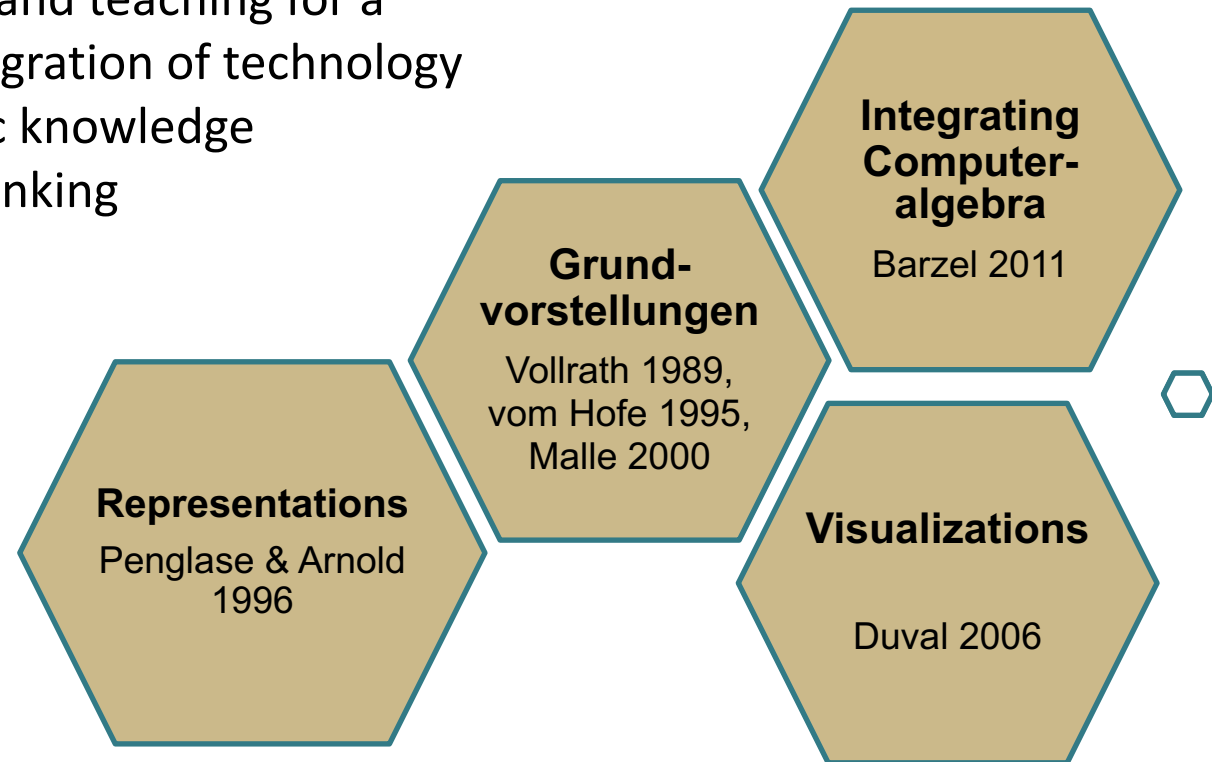 and teaching for a
gration of technology
c knowledge
nking
Integrating
Computer-
algebra
Barzel 2011
Grund-
vorstellungen
Vollrath 1989,
vom Hofe 1995,
Malle 2000
Representations
Penglase & Arnold
1996
Visualizations
Duval 2006